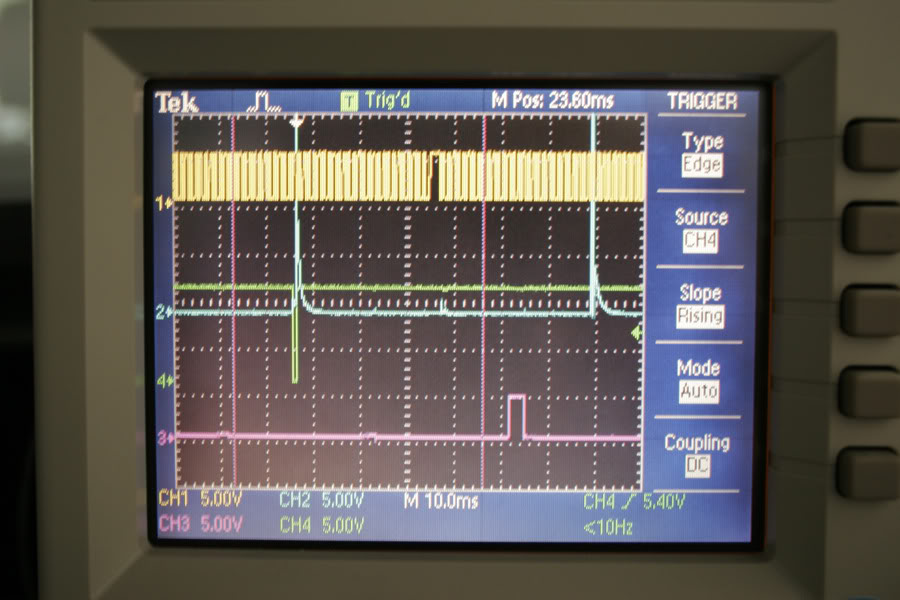 Tek T Trig'd M Pos: 23.60ms TRIGGER
Type
Edge
Source
CH4
Slope
Rising
Mode
Auto
Coupling
DC
1
2
4
3
CH1 5.00V CH2 5.00V M 10.0ms CH4 5.40V
CH3 5.00V CH4 5.00V <10Hz